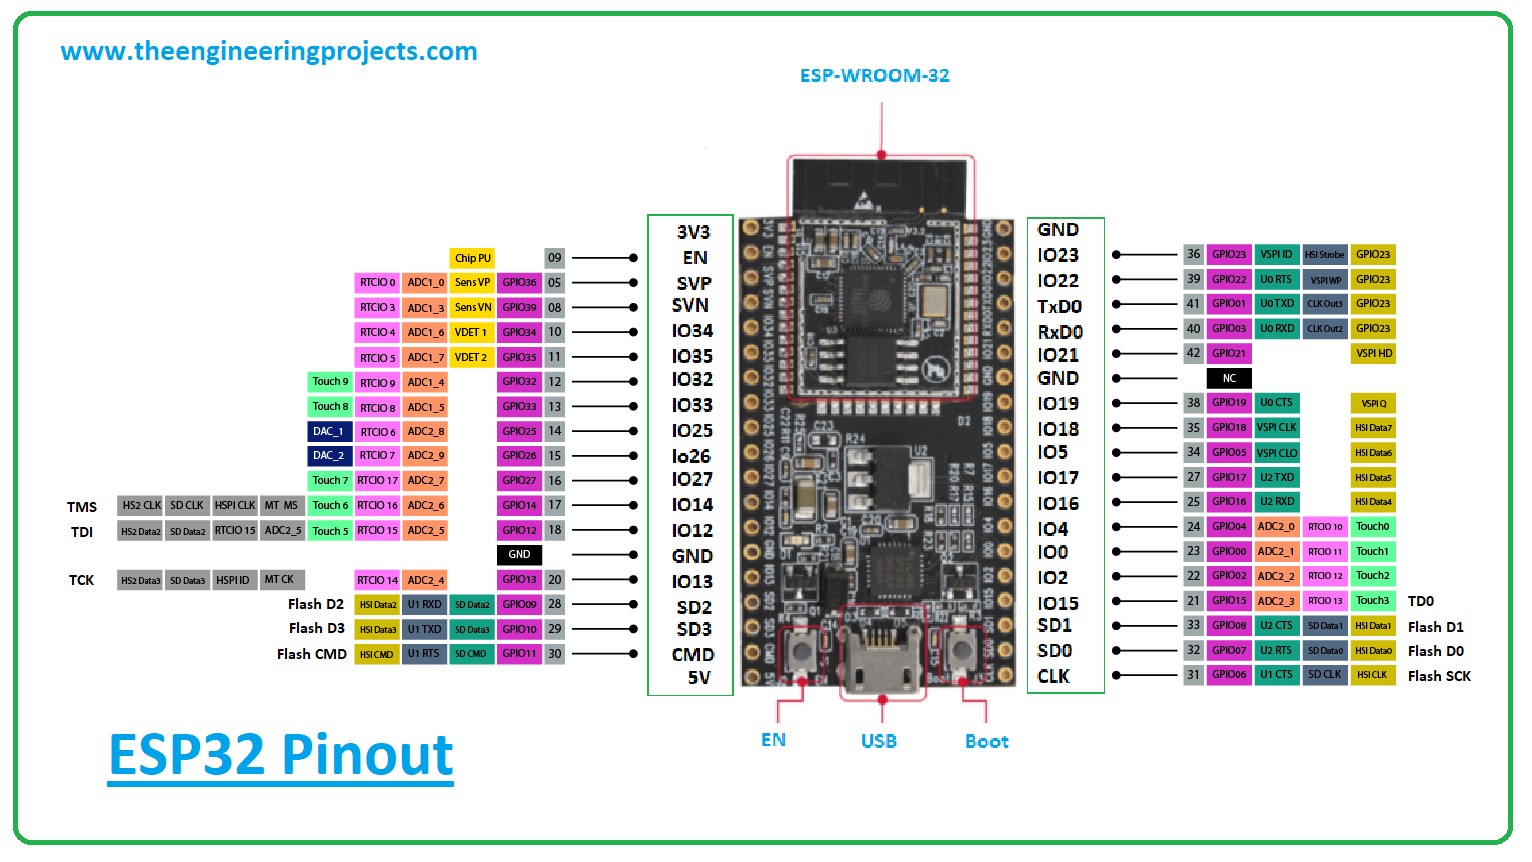 www.theengineeringprojects.com
ESP-WROOM-32
3V3
Chip PU 09 EN
RTCIO 0 ADC1_0 Sens VP GPIO36 05 SVP
RTCIO 3 ADC1_3 Sens VN GPIO39 08 SVN
RTCIO 4 ADC1_6 VDET 1 GPIO34 10 IO34
RTCIO 5 ADC1_7 VDET 2 GPIO35 11 IO35
Touch 9 RTCIO 9 ADC1_4 GPIO32 12 IO32
Touch 8 RTCIO 8 ADC1_5 GPIO33 13 IO33
DAC_1 RTCIO 6 ADC2_8 GPIO25 14 IO25
DAC_2 RTCIO 7 ADC2_9 GPIO26 15 Io26
Touch 7 RTCIO 17 ADC2_7 GPIO27 16 IO27
TMS HS2 CLK SD CLK HSPI CLK MT MS Touch 6 RTCIO 16 ADC2_6 GPIO14 17 IO14
TDI HS2 Data2 SD Data2 RTCIO 15 ADC2_5 Touch 5 RTCIO 15 ADC2_5 GPIO12 18 IO12
GND GND
TCK HS2 Data3 SD Data3 HSPI ID MT CK RTCIO 14 ADC2_4 GPIO13 20 IO13
Flash D2 HSI Data2 U1 RXD SD Data2 GPIO09 28 SD2
Flash D3 HSI Data3 U1 TXD SD Data3 GPIO10 29 SD3
Flash CMD HSI CMD U1 RTS SD CMD GPIO11 30 CMD
5V
GND
IO23 36 GPIO23 VSPI ID HSI Strobe GPIO23
IO22 39 GPIO22 U0 RTS VSPI WP GPIO23
TxD0 41 GPIO01 U0 TXD CLK Out3 GPIO23
RxD0 40 GPIO03 U0 RXD CLK Out2 GPIO23
IO21 42 GPIO21 VSPI HD
GND NC
IO19 38 GPIO19 U0 CTS VSPI Q
IO18 35 GPIO18 VSPI CLK HSI Data7
IO5 34 GPIO05 VSPI CLO HSI Data6
IO17 27 GPIO17 U2 TXD HSI Data5
IO16 25 GPIO16 U2 RXD HSI Data4
IO4 24 GPIO04 ADC2_0 RTCIO 10 Touch0
IO0 23 GPIO00 ADC2_1 RTCIO 11 Touch1
IO2 22 GPIO02 ADC2_2 RTCIO 12 Touch2
IO15 21 GPIO15 ADC2_3 RTCIO 13 Touch3 TD0
SD1 33 GPIO08 U2 CTS SD Data1 HSI Data1 Flash D1
SD0 32 GPIO07 U2 RTS SD Data0 HSI Data0 Flash D0
CLK 31 GPIO06 U1 CTS SD CLK HSI CLK Flash SCK
EN USB Boot
ESP32 Pinout